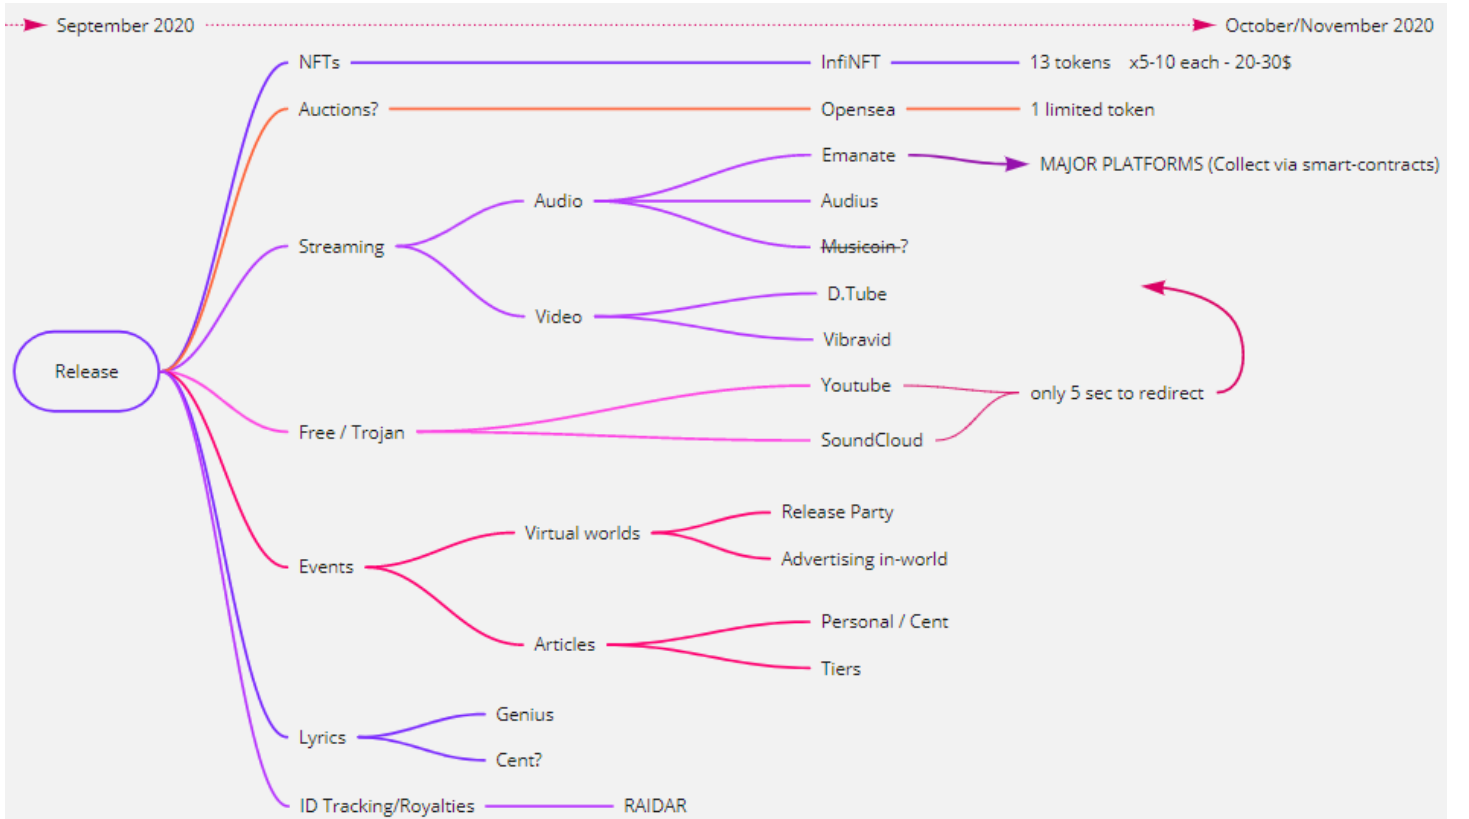 September 2020
October/November 2020
NFTs
InfiNFT
13 tokens x5-10 each - 20-30$
Auctions?
Opensea
1 limited token
Emanate
MAJOR PLATFORMS (Collect via smart-contracts)
Audio
Audius
Streaming
Musicoin ?
D.Tube
Video
Vibravid
Release
Youtube
only 5 sec to redirect
Free / Trojan
SoundCloud
Release Party
Virtual worlds
Advertising in-world
Events
Personal / Cent
Articles
Tiers
Genius
Lyrics
Cent?
ID Tracking/Royalties
RAIDAR